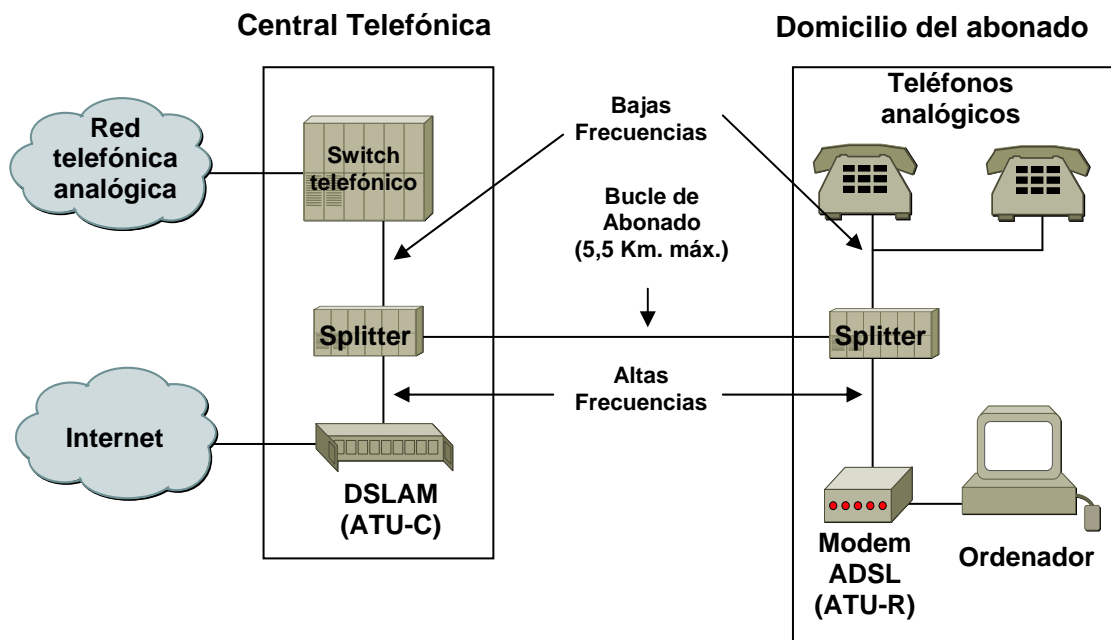 Central Telefónica
Domicilio del abonado
Red
telefónica
analógica
Switch
telefónico
Bajas
Frecuencias
Teléfonos
analógicos
Bucle de
Abonado
(5,5 Km. máx.)
Splitter
Splitter
Altas
Frecuencias
Internet
DSLAM
(ATU-C)
Modem
ADSL
(ATU-R)
Ordenador